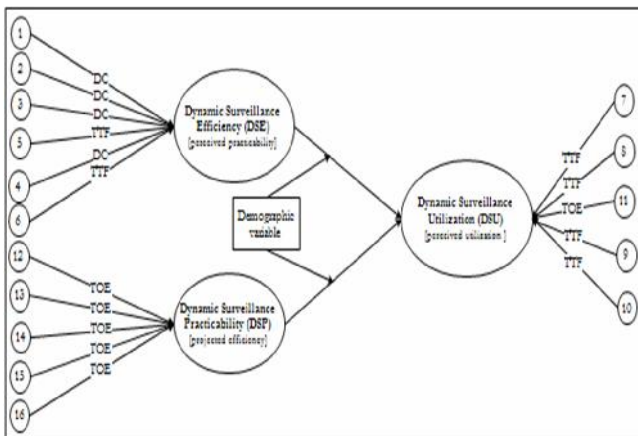 1
2
3
5
4
6
DC
DC
DC
TTF
DC
TTF
Dynamic Surveillance
Efficiency (DSE)
[perceived practicability]
Demographic
variable
12
13
14
15
16
TOE
TOE
TOE
TOE
TOE
Dynamic Surveillance
Practicability (DSP)
[projected efficiency]
Dynamic Surveillance
Utilization (DSU)
[perceived utilization ]
TTF
TTF
TOE
TTF
TTF
7
8
11
9
10